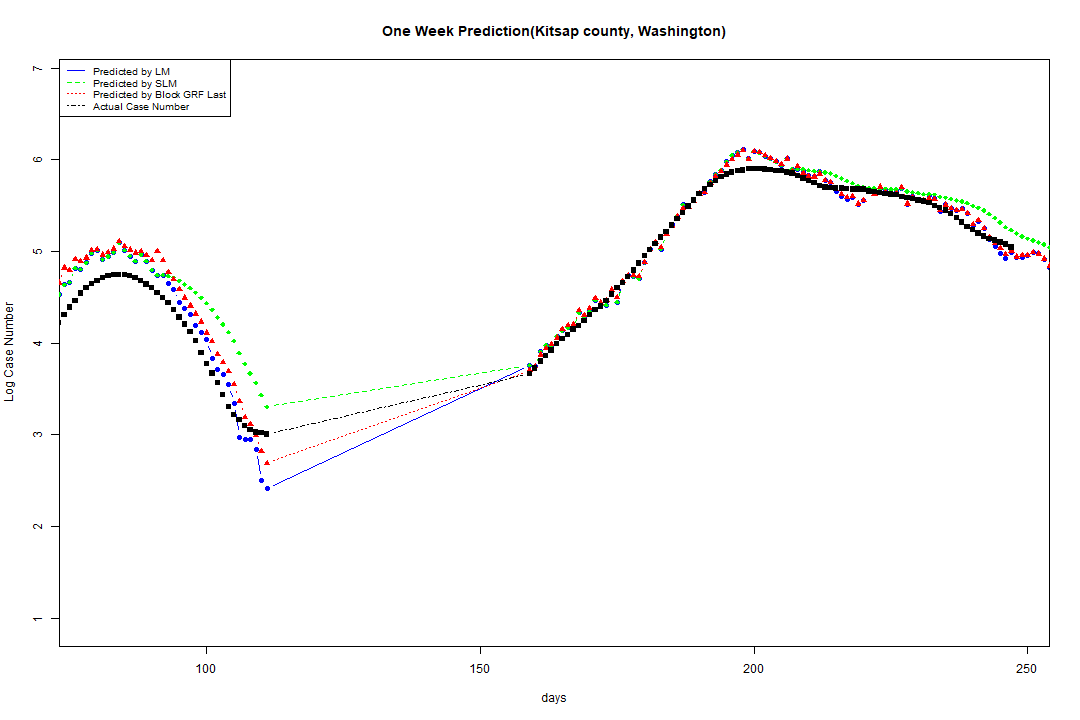 One Week Prediction(Kitsap county, Washington)
Predicted by LM
Predicted by SLM
Predicted by Block GRF Last
Actual Case Number
7
6
5
4
3
2
1
Log Case Number
100 150 200 250
days